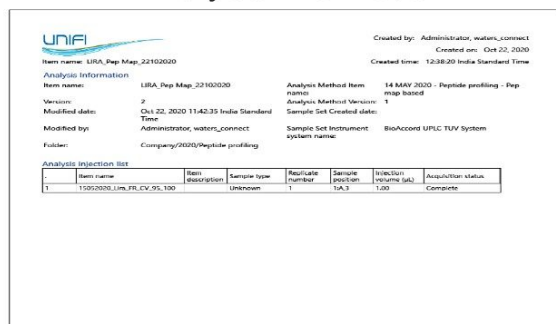 UNIFI
Created by: Administrator, waters_connect
Created on: Oct 22, 2020
Item name: LIRA_Pep Map_22102020 Created time: 12:38:20 India Standard Time
Analysis Information
Item name: LIRA_Pep Map_22102020 Analysis Method Item name: 14 MAY 2020 - Peptide profiling - Pep map based
Version: 2 Analysis Method Version: 1
Modified date: Oct 22, 2020 11:42:35 India Standard Time Sample Set Created date:
Modified by: Administrator, waters_connect Sample Set Instrument system name: BioAccord UPLC TUV System
Folder: Company/2020/Peptide profiling
Analysis injection list
. Item name Item description Sample type Replicate number Sample position Injection volume (µL) Acquisition status
1 15052020_Lira_FR_CV_95_100 Unknown 1 1:A,3 1.00 Complete